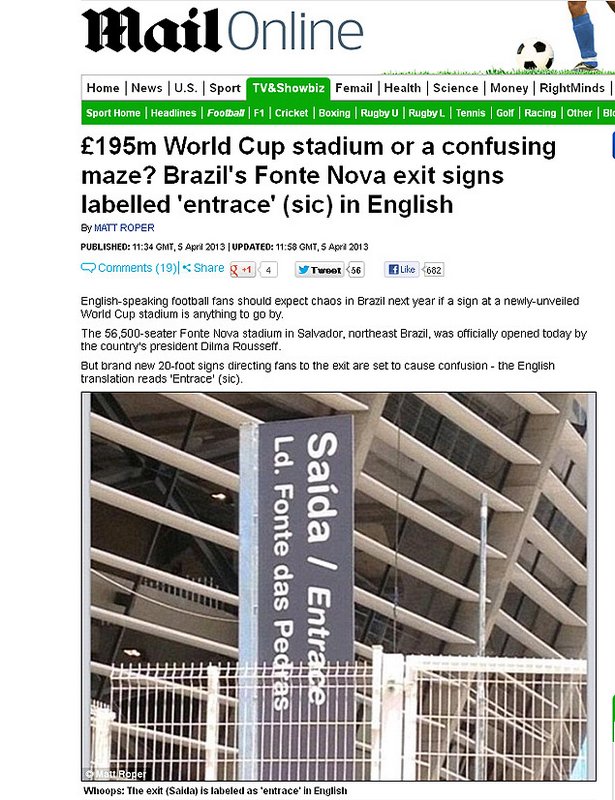 Mail Online
Home News U.S. Sport TV&Showbiz Femail Health Science Money RightMinds
Sport Home Headlines Football F1 Cricket Boxing Rugby U Rugby L Tennis Golf Racing Other
£195m World Cup stadium or a confusing
maze? Brazil's Fonte Nova exit signs
labelled 'entrace' (sic) in English
By MATT ROPER
PUBLISHED: 11:34 GMT, 5 April 2013 | UPDATED: 11:58 GMT, 5 April 2013
Comments (19) Share +1 4 Tweet 56 Like 682
English-speaking football fans should expect chaos in Brazil next year if a sign at a newly-unveiled
World Cup stadium is anything to go by.
The 56,500-seater Fonte Nova stadium in Salvador, northeast Brazil, was officially opened today by
the country's president Dilma Rousseff.
But brand new 20-foot signs directing fans to the exit are set to cause confusion - the English
translation reads 'Entrace' (sic).
Saída / Entrace
Ld. Fonte das Pedras
© Matt Roper
Whoops: The exit (Saida) is labeled as 'entrace' in English